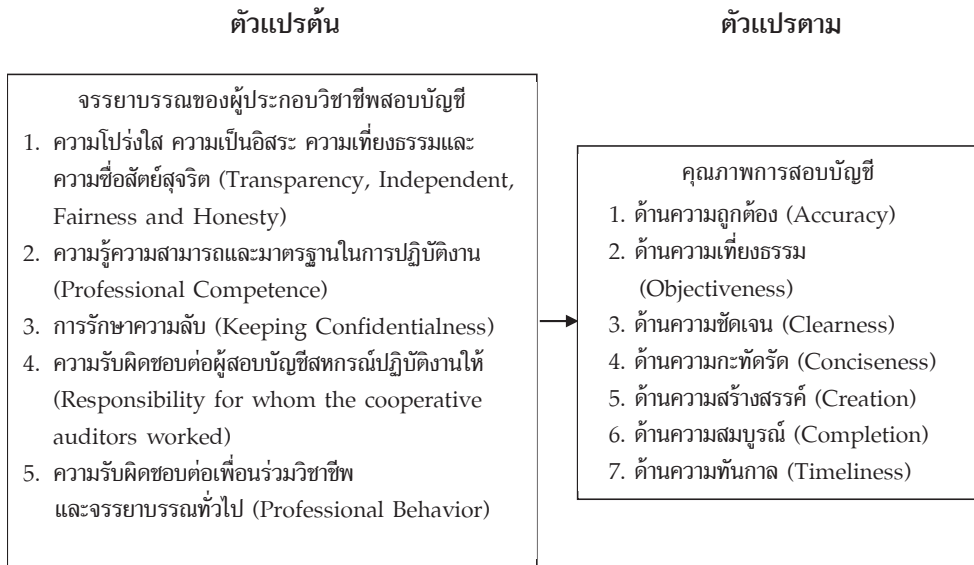 ตัวแปรต้น
จรรยาบรรณของผู้ประกอบวิชาชีพสอบบัญชี
1. ความโปร่งใส ความเป็นอิสระ ความเที่ยงธรรมและ
ความซื่อสัตย์สุจริต (Transparency, Independent,
Fairness and Honesty)
2. ความรู้ความสามารถและมาตรฐานในการปฏิบัติงาน
(Professional Competence)
3. การรักษาความลับ (Keeping Confidentialness)
4. ความรับผิดชอบต่อผู้สอบบัญชีสหกรณ์ปฏิบัติงานให้
(Responsibility for whom the cooperative
auditors worked)
5. ความรับผิดชอบต่อเพื่อนร่วมวิชาชีพ
และจรรยาบรรณทั่วไป (Professional Behavior)
ตัวแปรตาม
คุณภาพการสอบบัญชี
1. ด้านความถูกต้อง (Accuracy)
2. ด้านความเที่ยงธรรม
(Objectiveness)
3. ด้านความชัดเจน (Clearness)
4. ด้านความกะทัดรัด (Conciseness)
5. ด้านความสร้างสรรค์ (Creation)
6. ด้านความสมบูรณ์ (Completion)
7. ด้านความทันกาล (Timeliness)